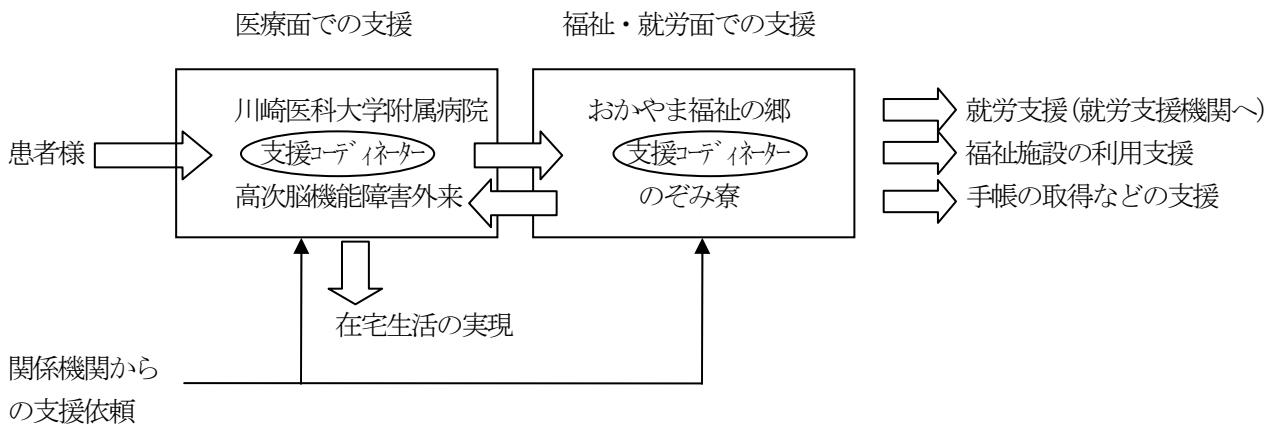 医療面での支援
福祉・就労面での支援
川崎医科大学附属病院
支援ｺｰﾃﾞｨﾈｰﾀｰ
高次脳機能障害外来
おかやま福祉の郷
支援ｺｰﾃﾞｨﾈｰﾀｰ
のぞみ寮
患者様
就労支援(就労支援機関へ)
福祉施設の利用支援
手帳の取得などの支援
在宅生活の実現
関係機関から
の支援依頼